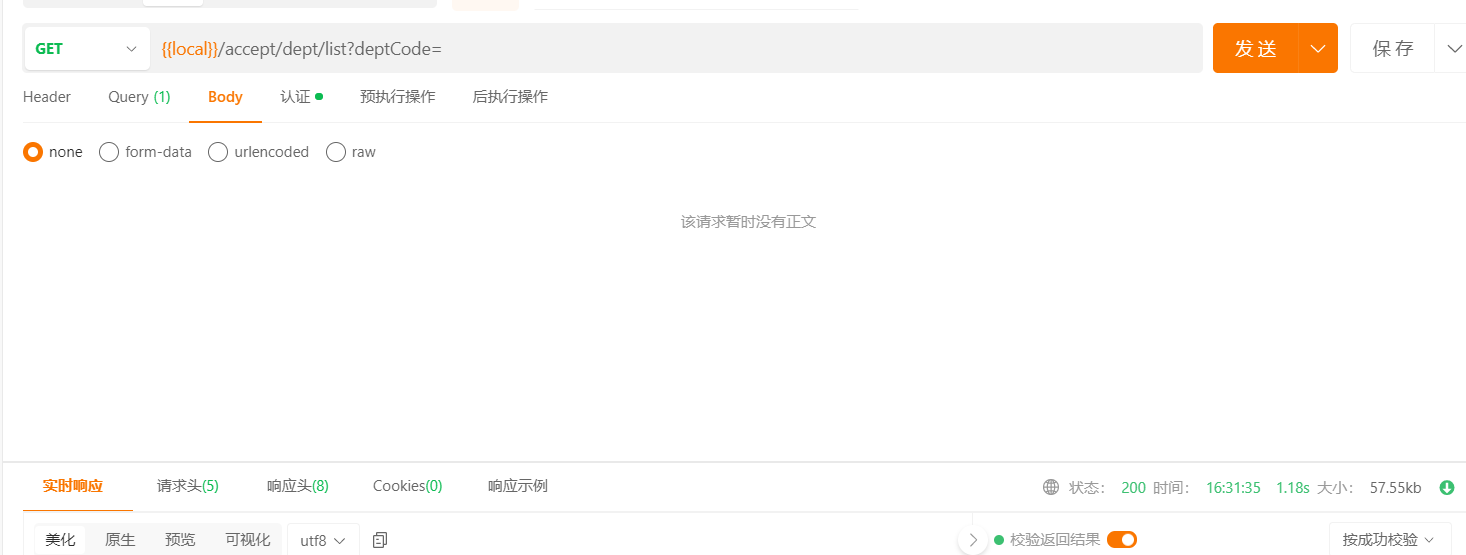 GET {{local}}/accept/dept/list?deptCode= 发送 保存
Header Query (1) Body 认证 预执行操作 后执行操作
none form-data urlencoded raw
该请求暂时没有正文
实时响应 请求头(5) 响应头(8) Cookies(0) 响应示例 状态: 200 时间: 16:31:35 1.18s 大小: 57.55kb
美化 原生 预览 可视化 utf8 校验返回结果 按成功校验